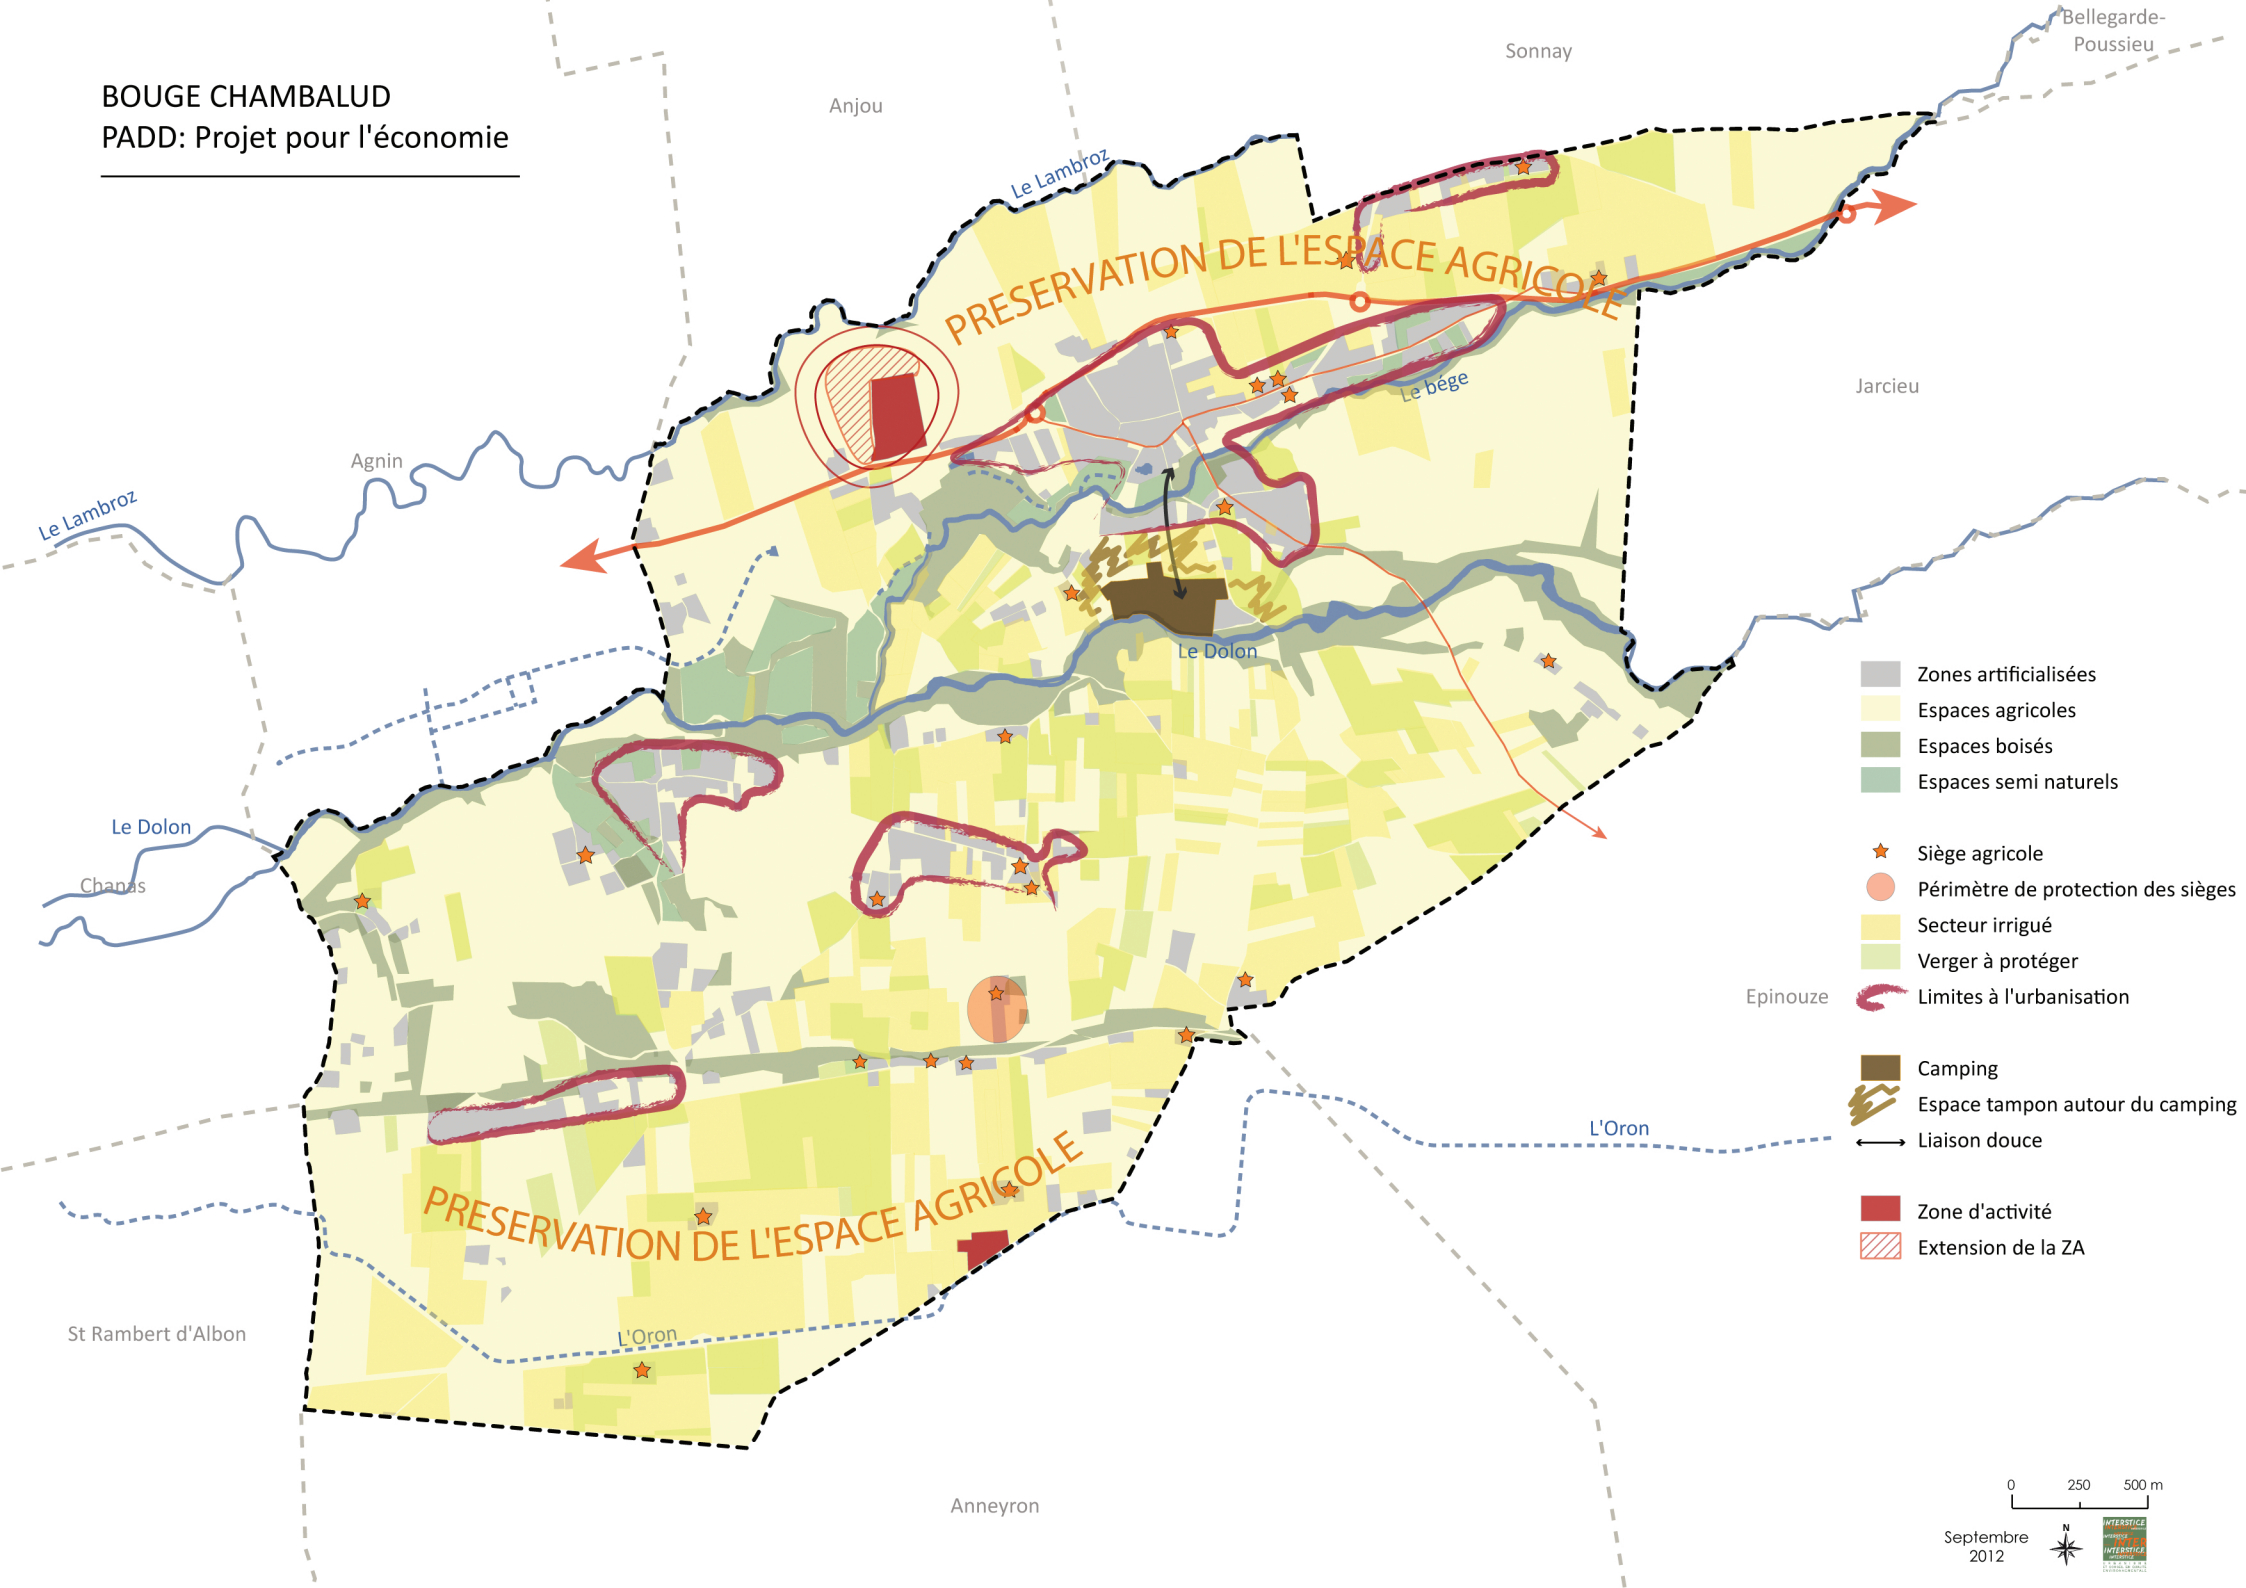 BOUGE CHAMBALUD
PADD: Projet pour l'économie
Bellegarde-
Poussieu
Sonnay
Anjou
Le Lambroz
PRESERVATION DE L'ESPACE AGRICOLE
Jarcieu
Le bége
Agnin
Le Lambroz
Le Dolon
Le Dolon
Chanas
Epinouze
L'Oron
PRESERVATION DE L'ESPACE AGRICOLE
St Rambert d'Albon
L'Oron
Anneyron
Zones artificialisées
Espaces agricoles
Espaces boisés
Espaces semi naturels
Siège agricole
Périmètre de protection des sièges
Secteur irrigué
Verger à protéger
Limites à l'urbanisation
Camping
Espace tampon autour du camping
Liaison douce
Zone d'activité
Extension de la ZA
0 250 500 m
Septembre
2012
N
INTERSTICE
INTERSTICE